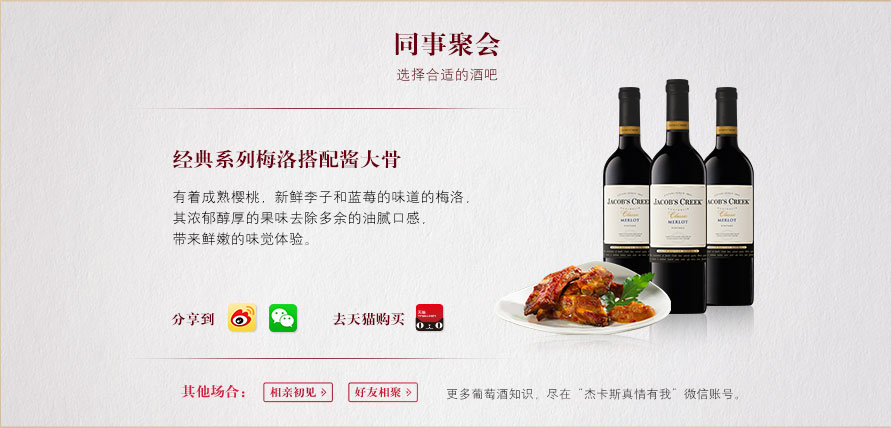 同事聚会
选择合适的酒吧
经典系列梅洛搭配酱大骨
有着成熟樱桃，新鲜李子和蓝莓的味道的梅洛，
其浓郁醇厚的果味去除多余的油腻口感，
带来鲜嫩的味觉体验。
JACOB'S CREEK
Classic
MERLOT
JACOB'S CREEK
Classic
MERLOT
JACOB'S CREEK
Classic
MERLOT
分享到
去天猫购买
天猫
其他场合：
相亲初见 »
好友相聚 »
更多葡萄酒知识，尽在“杰卡斯真情有我”微信账号。